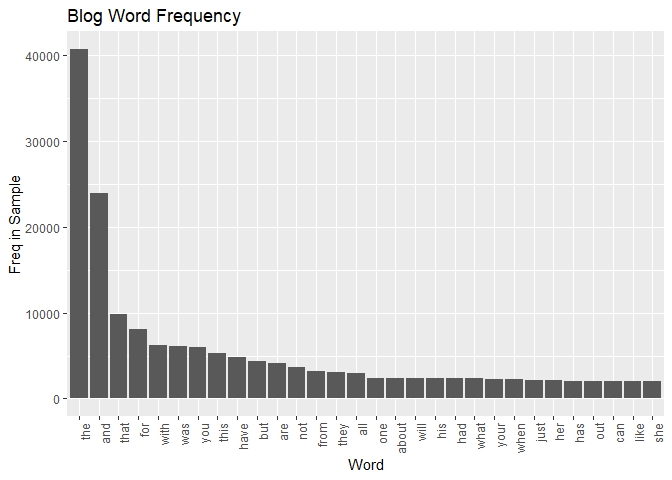 Blog Word Frequency
40000
30000
20000
10000
0
Freq in Sample
the
and
that
for
with
was
you
this
have
but
are
not
from
they
all
one
about
will
his
had
what
your
when
just
her
has
out
can
like
she
Word